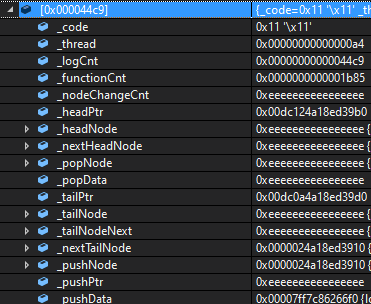 [0x000044c9] {_code=0x11 '\x11' _th
_code 0x11 '\x11'
_thread 0x00000000000000a4
_logCnt 0x00000000000044c9
_functionCnt 0x0000000000001b85
_nodeChangeCnt 0xeeeeeeeeeeeeeeee
_headPtr 0x00dc124a18ed39b0
_headNode 0xeeeeeeeeeeeeeeee {
_nextHeadNode 0xeeeeeeeeeeeeeeee {
_popNode 0xeeeeeeeeeeeeeeee {
_popData 0xeeeeeeeeeeeeeeee
_tailPtr 0x00dc0a4a18ed39d0
_tailNode 0xeeeeeeeeeeeeeeee {
_tailNodeNext 0xeeeeeeeeeeeeeeee {
_nextTailNode 0x0000024a18ed3910 {
_pushNode 0x0000024a18ed3910 {
_pushPtr 0xeeeeeeeeeeeeeeee
_pushData 0x00007ff7c86266f0 {lo